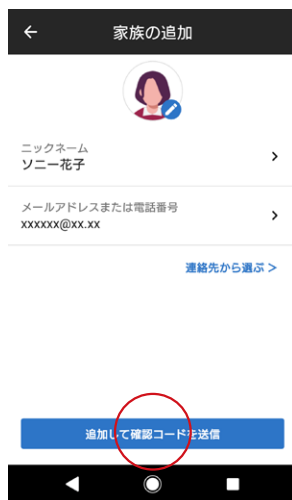 家族の追加
ニックネーム
ソニー花子
メールアドレスまたは電話番号
xxxxxx@xx.xx
連絡先から選ぶ >
追加して確認コードを送信